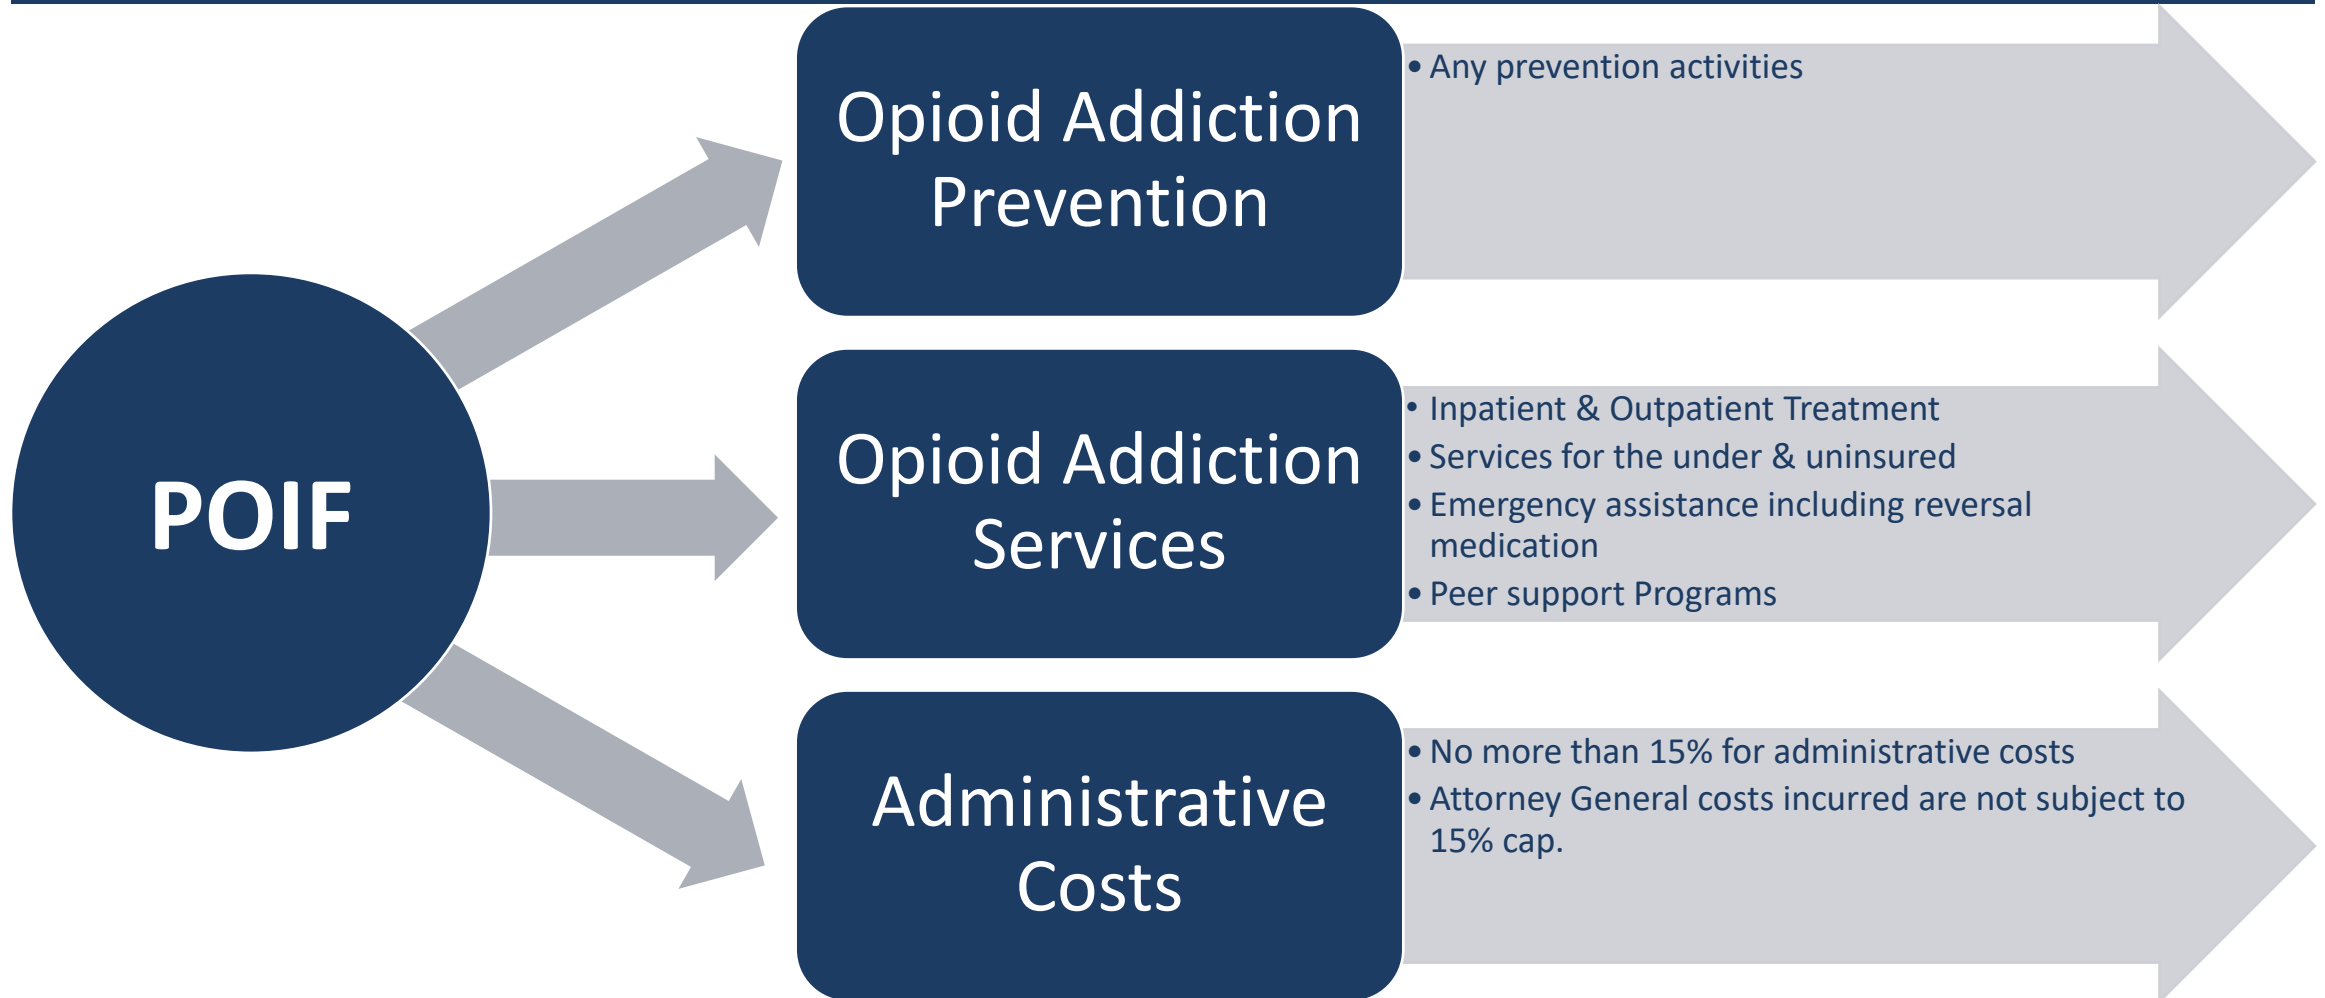 POIF
Opioid Addiction
Prevention
• Any prevention activities
Opioid Addiction
Services
• Inpatient & Outpatient Treatment
• Services for the under & uninsured
• Emergency assistance including reversal
medication
• Peer support Programs
Administrative
Costs
• No more than 15% for administrative costs
• Attorney General costs incurred are not subject to
15% cap.